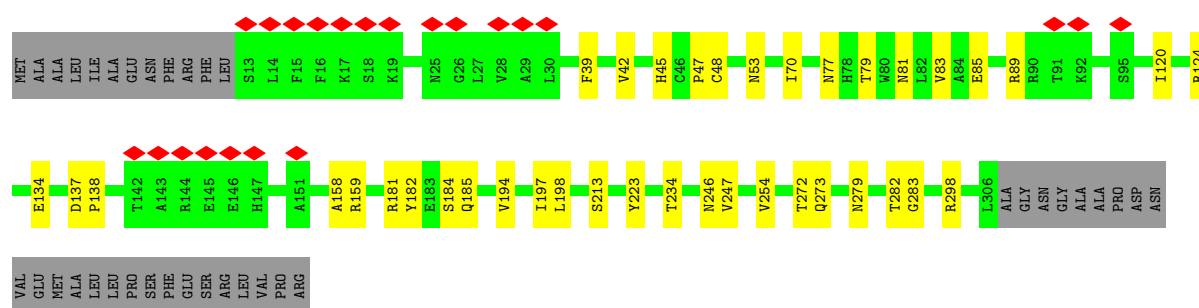 MET ALA ALA LEU ILE ALA GLU ASN PHE ARG PHE LEU S13 L14 F15 F16 K17 S18 K19 N25 G26 L27 V28 A29 L30 F39 V42 H45 C46 P47 C48 N53 I70 N77 H78 T79 W80 N81 L82 V83 A84 E85 R89 R90 T91 K92 S95 I120
E134 D137 P138 T142 A143 R144 E145 E146 H147 A151 A158 R159 R181 Y182 E183 S184 Q185 V194 I197 L198 S213 Y223 T234 N246 V247 V254 T272 Q273 N279 T282 G283 R298 L306 ALA GLY ASN GLY ALA ALA PRO ASP ASN
VAL GLU MET ALA LEU LEU PRO SER PHE GLU SER ARG LEU VAL PRO ARG